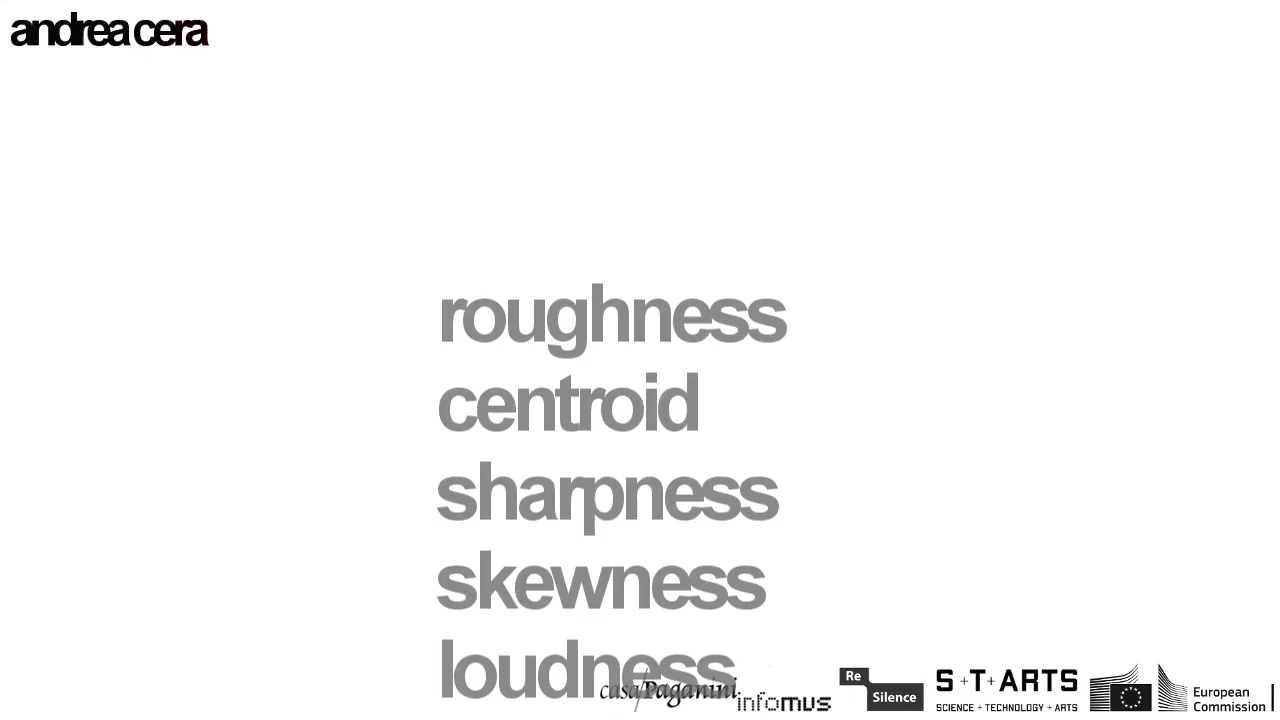 andrea cera
roughness
centroid
sharpness
skewness
loudness
casaPaganini
infomus
Re
Silence
S+T+ARTS
SCIENCE + TECHNOLOGY + ARTS
European
Commission